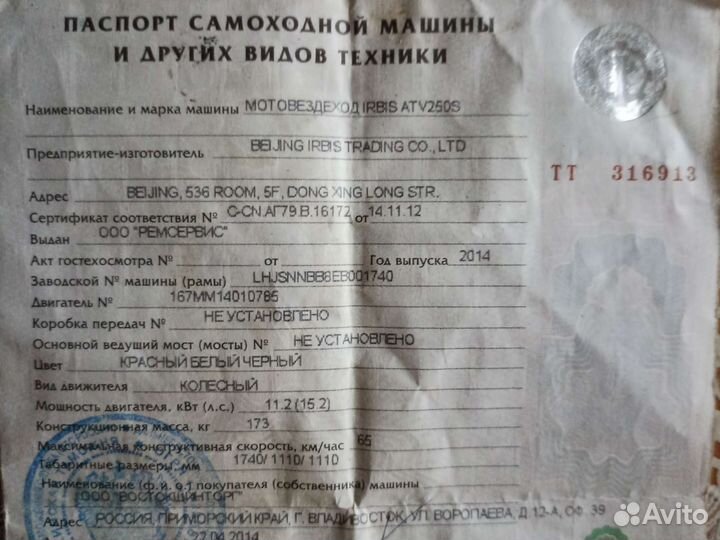 ПАСПОРТ САМОХОДНОЙ МАШИНЫ
И ДРУГИХ ВИДОВ ТЕХНИКИ
Наименование и марка машины МОТОВЕЗДЕХОД IRBIS ATV250S
Предприятие-изготовитель BEIJING IRBIS TRADING CO., LTD
ТТ 316913
Адрес BEIJING, 536 ROOM, 5F, DONG XING LONG STR.
Сертификат соответствия № C-CN.АГ79.В.16172 от 14.11.12
Выдан ООО "РЕМСЕРВИС"
Акт гостехосмотра № от Год выпуска 2014
Заводской № машины (рамы) LHJSNNBB8EB001740
Двигатель № 167MM14010785
Коробка передач № НЕ УСТАНОВЛЕНО
Основной ведущий мост (мосты) № НЕ УСТАНОВЛЕНО
Цвет КРАСНЫЙ БЕЛЫЙ ЧЕРНЫЙ
Вид движителя КОЛЕСНЫЙ
Мощность двигателя, кВт (л.с.) 11.2 (15.2)
Конструкционная масса, кг 173
Максимальная конструктивная скорость, км/час 65
Габаритные размеры, мм 1740/ 1110/ 1110
Наименование (ф. и. о.) покупателя (собственника) машины
ООО "ВОСТОКШИНТОРГ"
Адрес РОССИЯ, ПРИМОРСКИЙ КРАЙ, Г. ВЛАДИВОСТОК, УЛ. ВОРОПАЕВА, Д. 12-А, ОФ. 39
22.04.2014
Avito